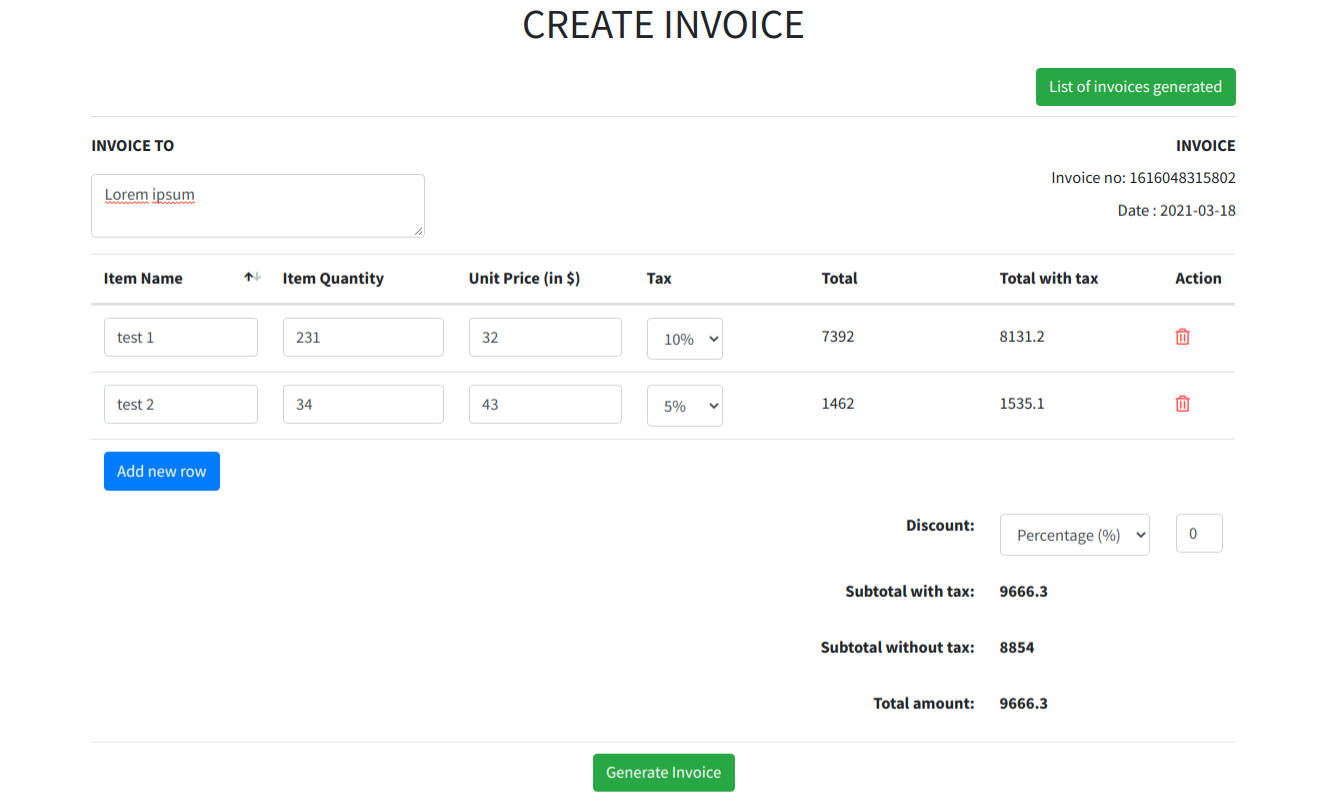 CREATE INVOICE
List of invoices generated
INVOICE TO
INVOICE
Lorem ipsum
Invoice no: 1616048315802
Date : 2021-03-18
Item Name Item Quantity Unit Price (in $) Tax Total Total with tax Action
test 1 231 32 10% 7392 8131.2
test 2 34 43 5% 1462 1535.1
Add new row
Discount: Percentage (%) 0
Subtotal with tax: 9666.3
Subtotal without tax: 8854
Total amount: 9666.3
Generate Invoice